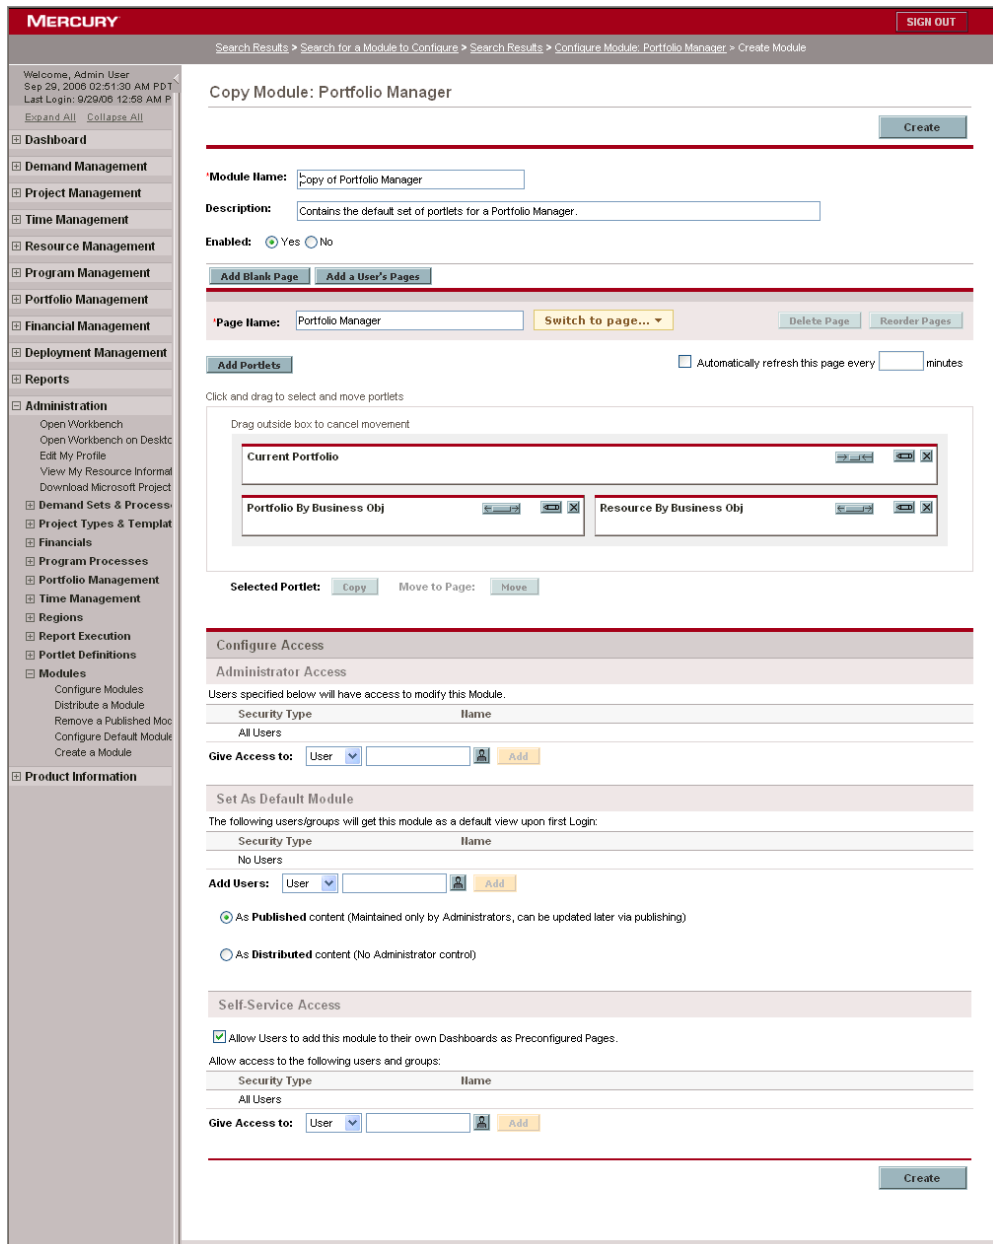 MERCURY
SIGN OUT
Search Results > Search for a Module to Configure > Search Results > Configure Module: Portfolio Manager > Create Module
Welcome, Admin User
Sep 29, 2006 02:51:30 AM PDT
Last Login: 9/29/06 12:58 AM P
Expand All Collapse All
Dashboard
Demand Management
Project Management
Time Management
Resource Management
Program Management
Portfolio Management
Financial Management
Deployment Management
Reports
Administration
Open Workbench
Open Workbench on Deskto
Edit My Profile
View My Resource Informat
Download Microsoft Project
Demand Sets & Process
Project Types & Templat
Financials
Program Processes
Portfolio Management
Time Management
Regions
Report Execution
Portlet Definitions
Modules
Configure Modules
Distribute a Module
Remove a Published Mod
Configure Default Module
Create a Module
Product Information
Copy Module: Portfolio Manager
Create
*Module Name: Copy of Portfolio Manager
Description: Contains the default set of portlets for a Portfolio Manager.
Enabled: Yes No
Add Blank Page Add a User's Pages
*Page Name: Portfolio Manager Switch to page... Delete Page Reorder Pages
Add Portlets Automatically refresh this page every minutes
Click and drag to select and move portlets
Drag outside box to cancel movement
Current Portfolio
Portfolio By Business Obj Resource By Business Obj
Selected Portlet: Copy Move to Page: Move
Configure Access
Administrator Access
Users specified below will have access to modify this Module.
Security Type Name
All Users
Give Access to: User Add
Set As Default Module
The following users/groups will get this module as a default view upon first Login:
Security Type Name
No Users
Add Users: User Add
As Published content (Maintained only by Administrators, can be updated later via publishing)
As Distributed content (No Administrator control)
Self-Service Access
Allow Users to add this module to their own Dashboards as Preconfigured Pages.
Allow access to the following users and groups:
Security Type Name
All Users
Give Access to: User Add
Create